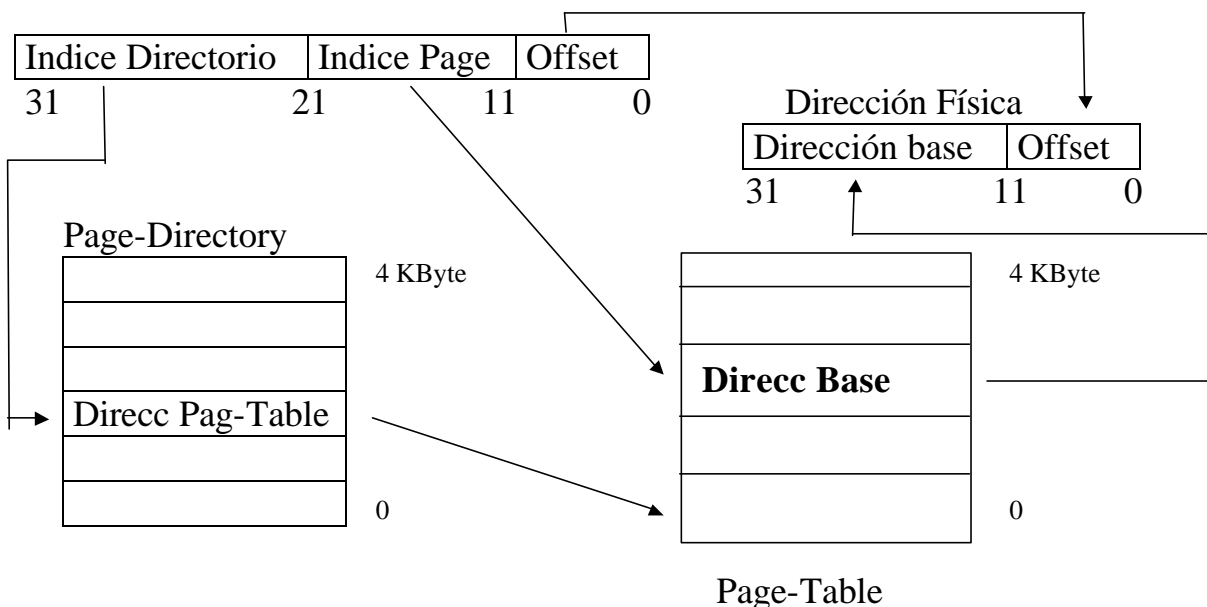 Indice Directorio Indice Page Offset
31 21 11 0
Dirección Física
Dirección base Offset
31 11 0
Page-Directory
4 KByte
Direcc Pag-Table
0
4 KByte
Direcc Base
0
Page-Table